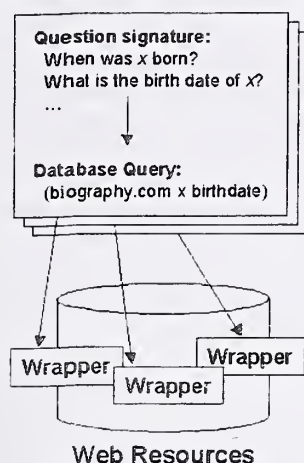 Question signature:
When was x born?
What is the birth date of x?
...
Database Query:
(biography.com x birthdate)
Wrapper
Wrapper
Wrapper
Web Resources